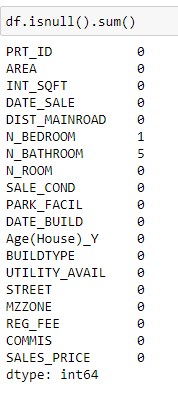 df.isnull().sum()
PRT_ID 0
AREA 0
INT_SQFT 0
DATE_SALE 0
DIST_MAINROAD 0
N_BEDROOM 1
N_BATHROOM 5
N_ROOM 0
SALE_COND 0
PARK_FACIL 0
DATE_BUILD 0
Age(House)_Y 0
BUILDTYPE 0
UTILITY_AVAIL 0
STREET 0
MZZONE 0
REG_FEE 0
COMMIS 0
SALES_PRICE 0
dtype: int64